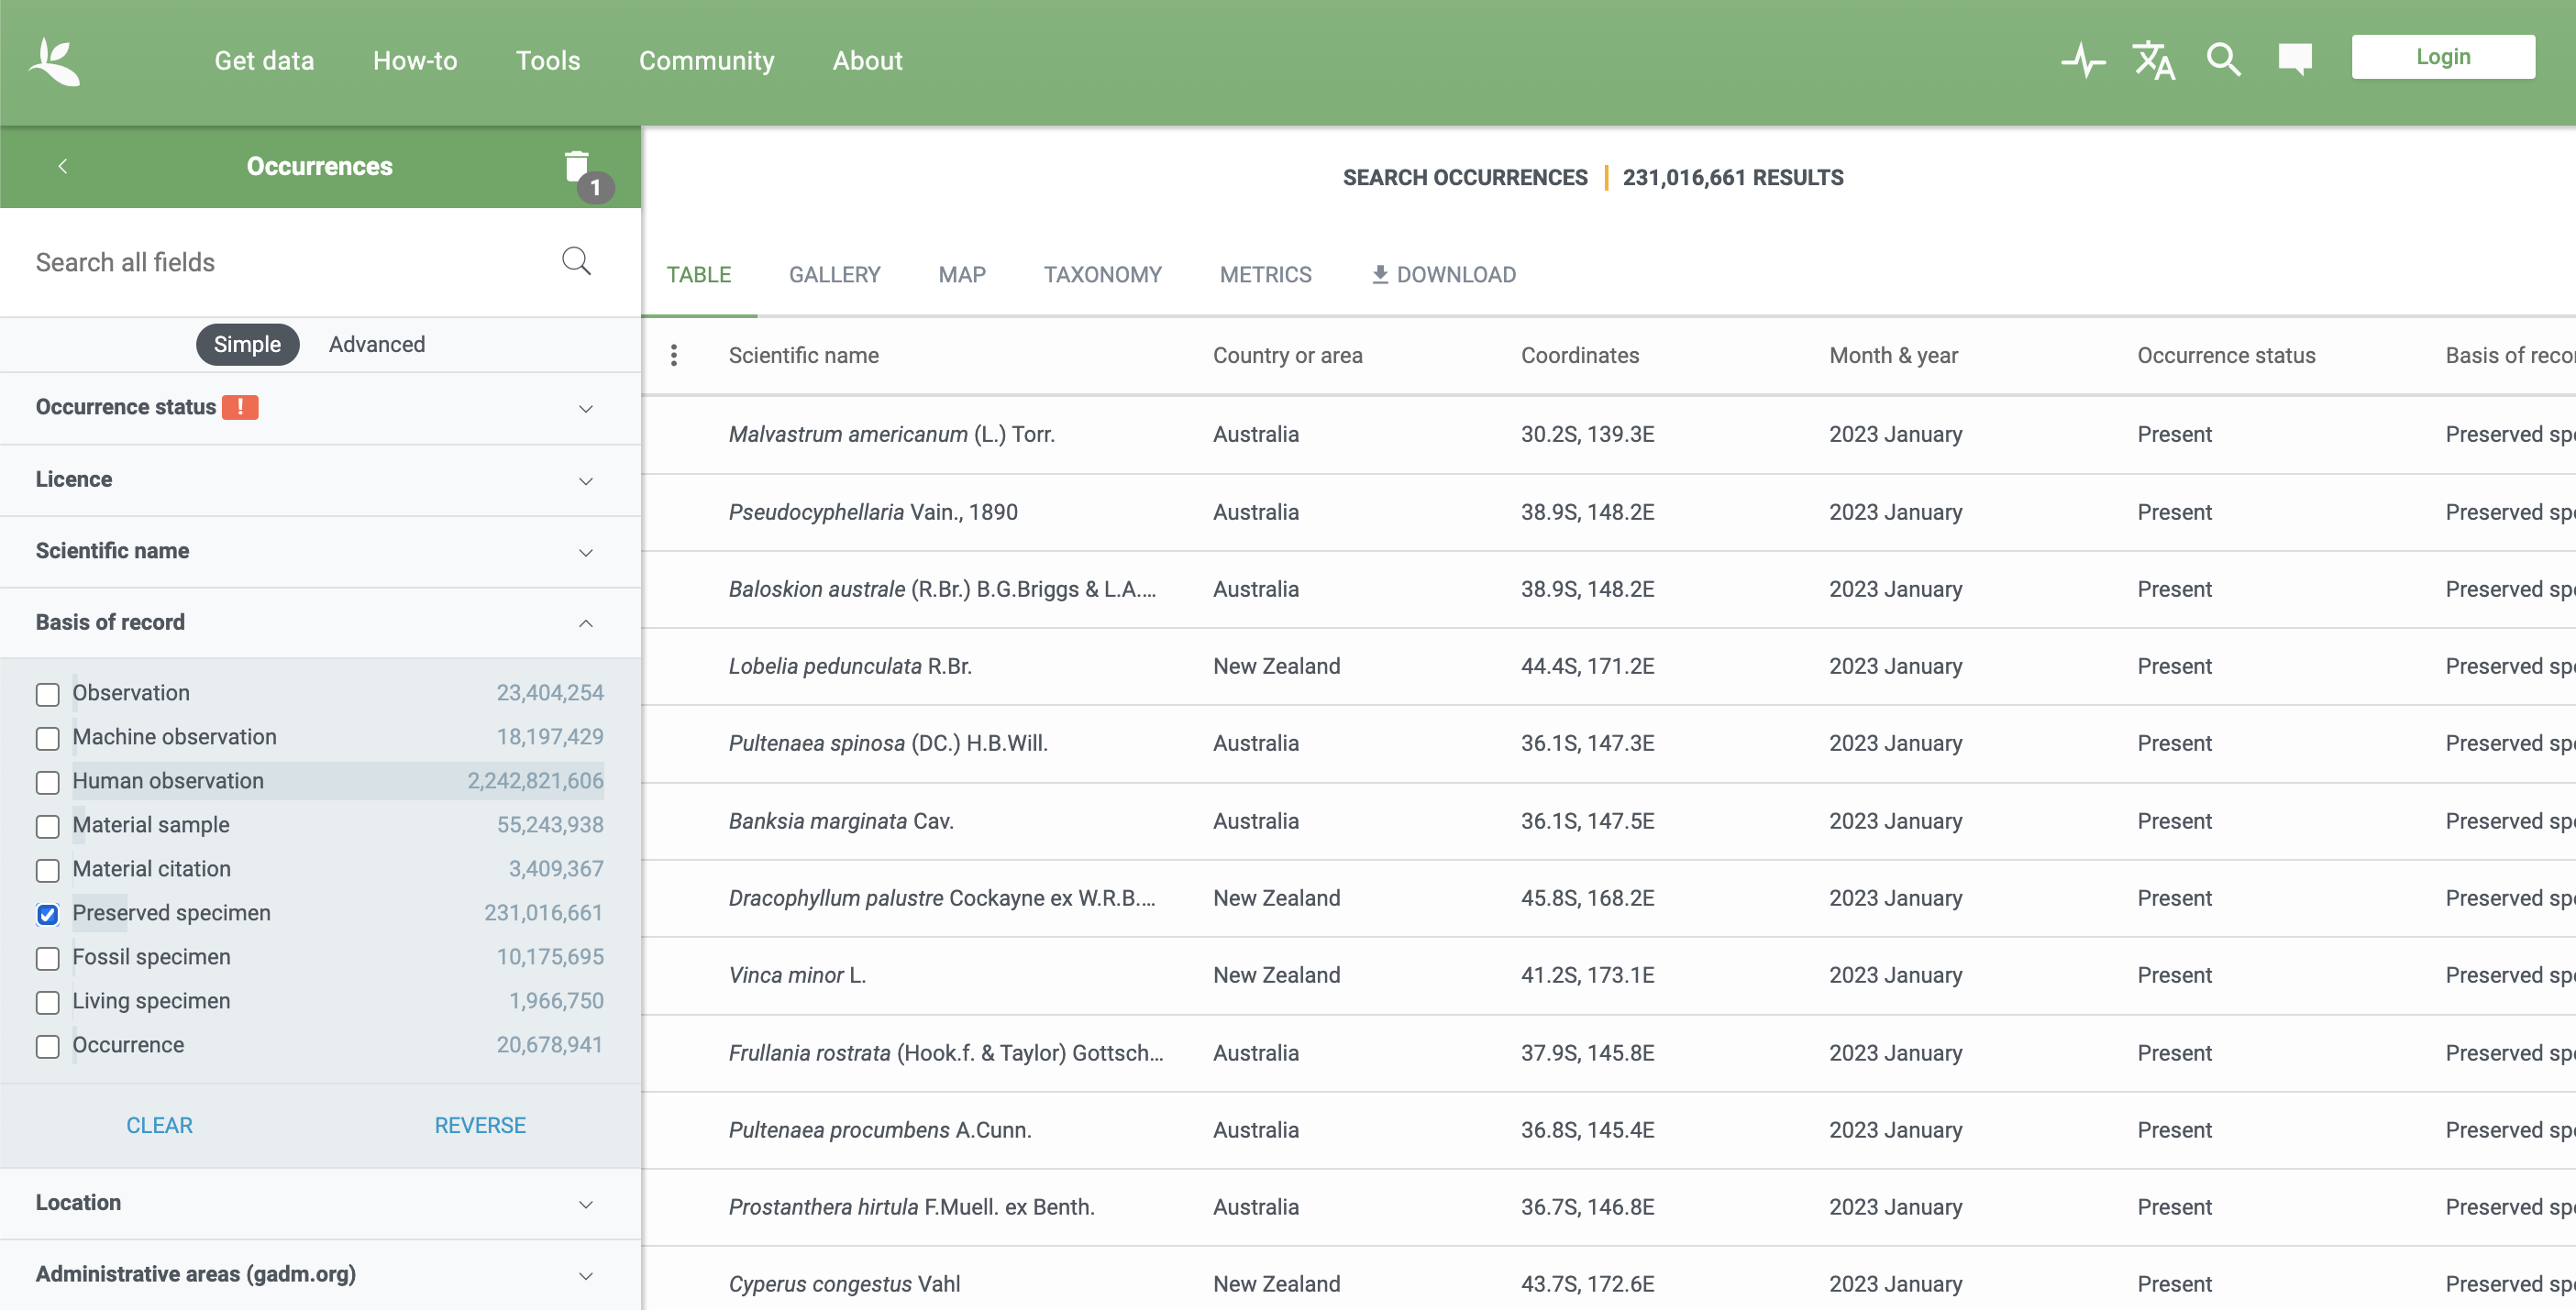 Get data How-to Tools Community About Login
Occurrences 1
Search all fields
Simple Advanced
Occurrence status !
Licence
Scientific name
Basis of record
Observation 23,404,254
Machine observation 18,197,429
Human observation 2,242,821,606
Material sample 55,243,938
Material citation 3,409,367
Preserved specimen 231,016,661
Fossil specimen 10,175,695
Living specimen 1,966,750
Occurrence 20,678,941
CLEAR REVERSE
Location
Administrative areas (gadm.org)
SEARCH OCCURRENCES 231,016,661 RESULTS
TABLE GALLERY MAP TAXONOMY METRICS DOWNLOAD
Scientific name Country or area Coordinates Month & year Occurrence status Basis of reco
Malvastrum americanum (L.) Torr. Australia 30.2S, 139.3E 2023 January Present Preserved spe
Pseudocyphellaria Vain., 1890 Australia 38.9S, 148.2E 2023 January Present Preserved spe
Baloskion australe (R.Br.) B.G.Briggs & L.A.... Australia 38.9S, 148.2E 2023 January Present Preserved spe
Lobelia pedunculata R.Br. New Zealand 44.4S, 171.2E 2023 January Present Preserved spe
Pultenaea spinosa (DC.) H.B.Will. Australia 36.1S, 147.3E 2023 January Present Preserved spe
Banksia marginata Cav. Australia 36.1S, 147.5E 2023 January Present Preserved spe
Dracophyllum palustre Cockayne ex W.R.B.... New Zealand 45.8S, 168.2E 2023 January Present Preserved spe
Vinca minor L. New Zealand 41.2S, 173.1E 2023 January Present Preserved spe
Frullania rostrata (Hook.f. & Taylor) Gottsch... Australia 37.9S, 145.8E 2023 January Present Preserved spe
Pultenaea procumbens A.Cunn. Australia 36.8S, 145.4E 2023 January Present Preserved spe
Prostanthera hirtula F.Muell. ex Benth. Australia 36.7S, 146.8E 2023 January Present Preserved spe
Cyperus congestus Vahl New Zealand 43.7S, 172.6E 2023 January Present Preserved spe